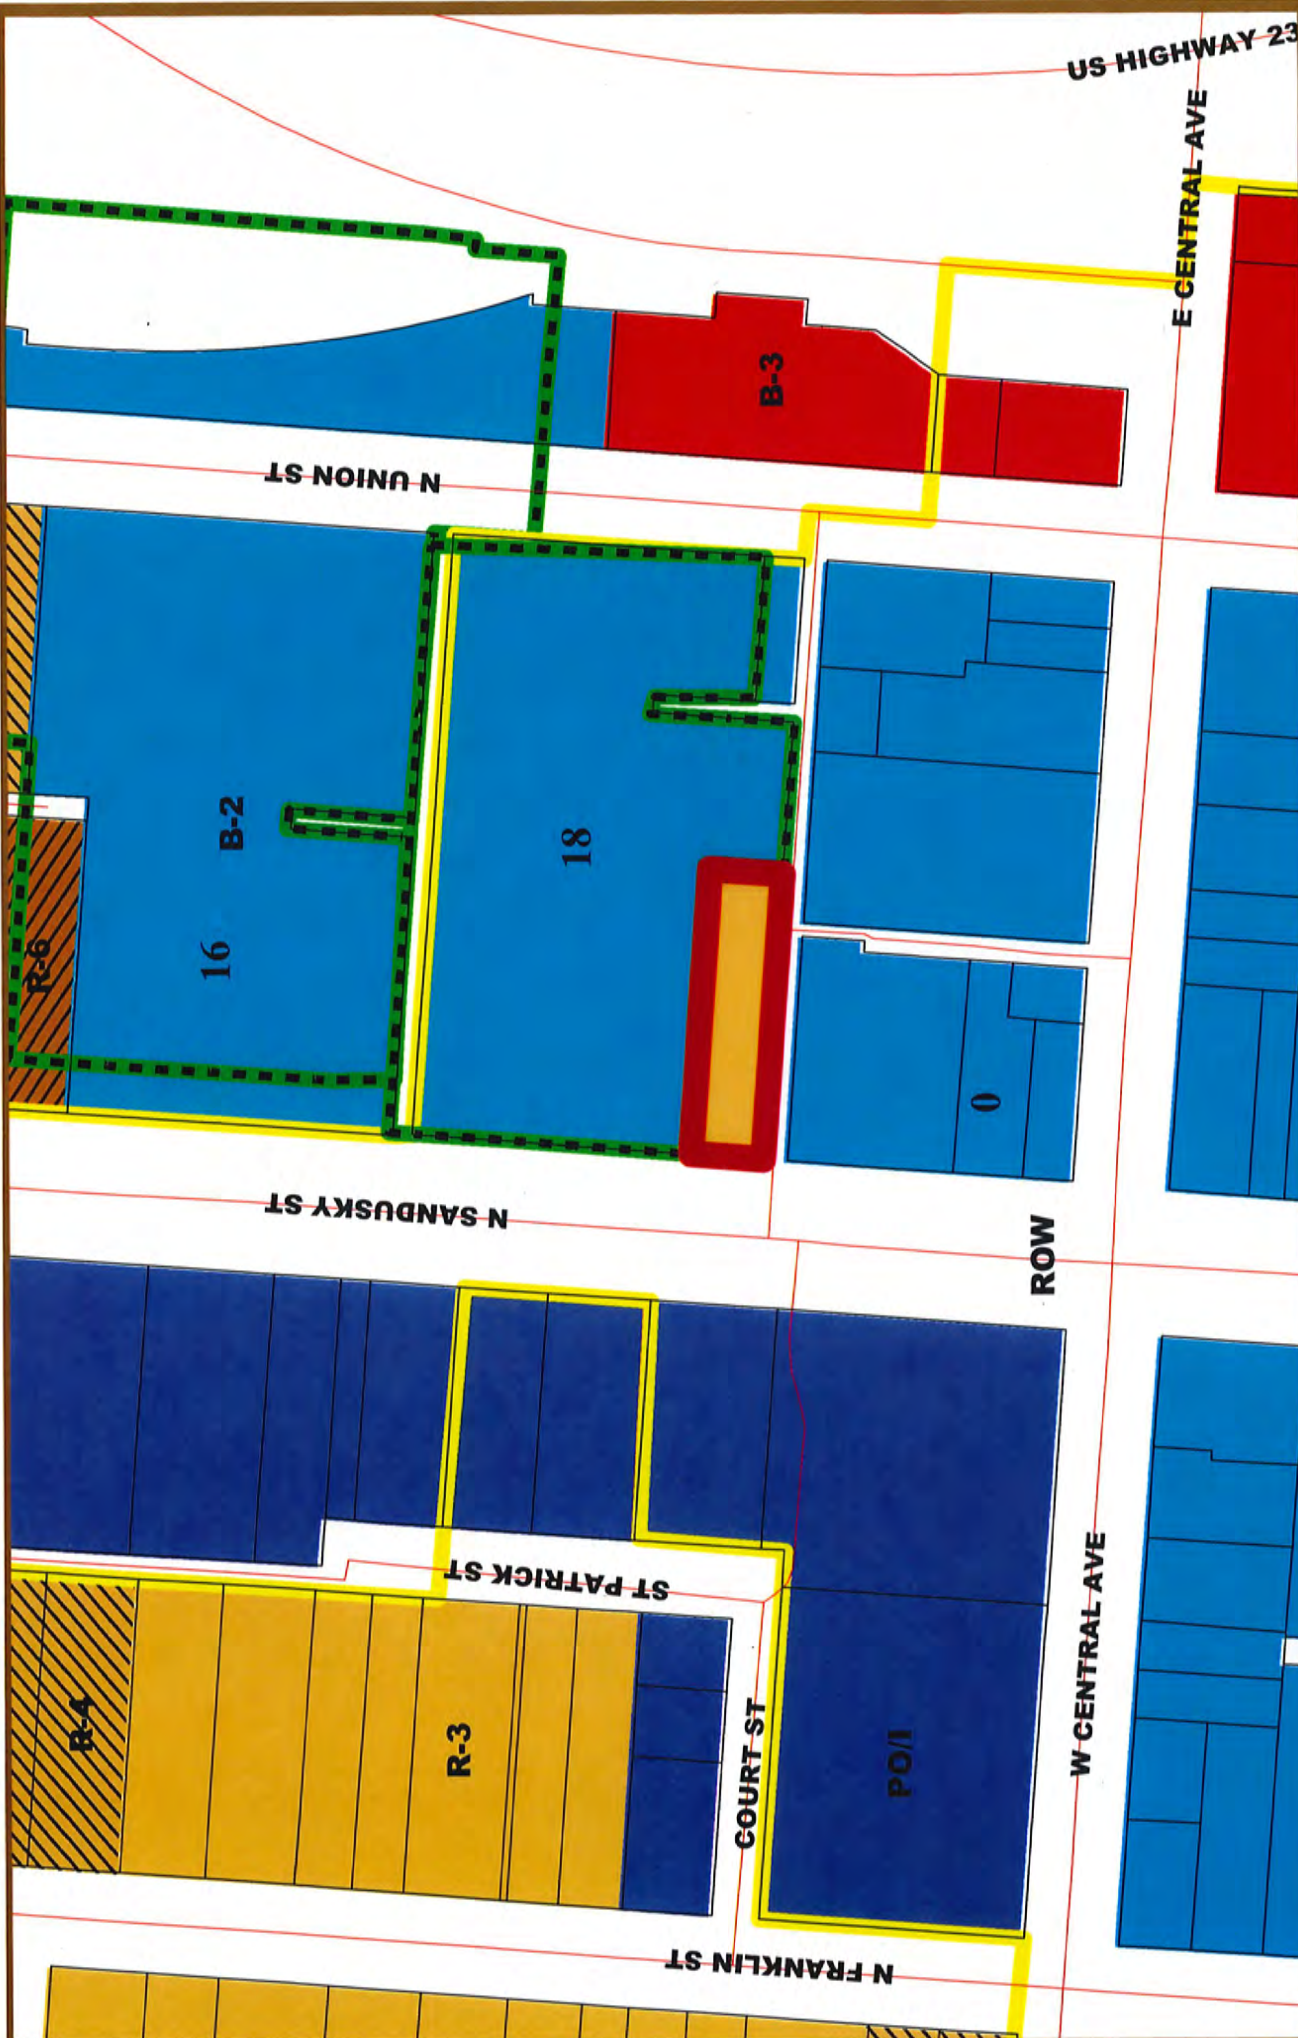 US HIGHWAY 23
E CENTRAL AVE
B-3
N UNION ST
B-2
18
16
R-6
0
N SANDUSKY ST
ROW
ST PATRICK ST
W CENTRAL AVE
R-4
R-3
COURT ST
PO/I
N FRANKLIN ST